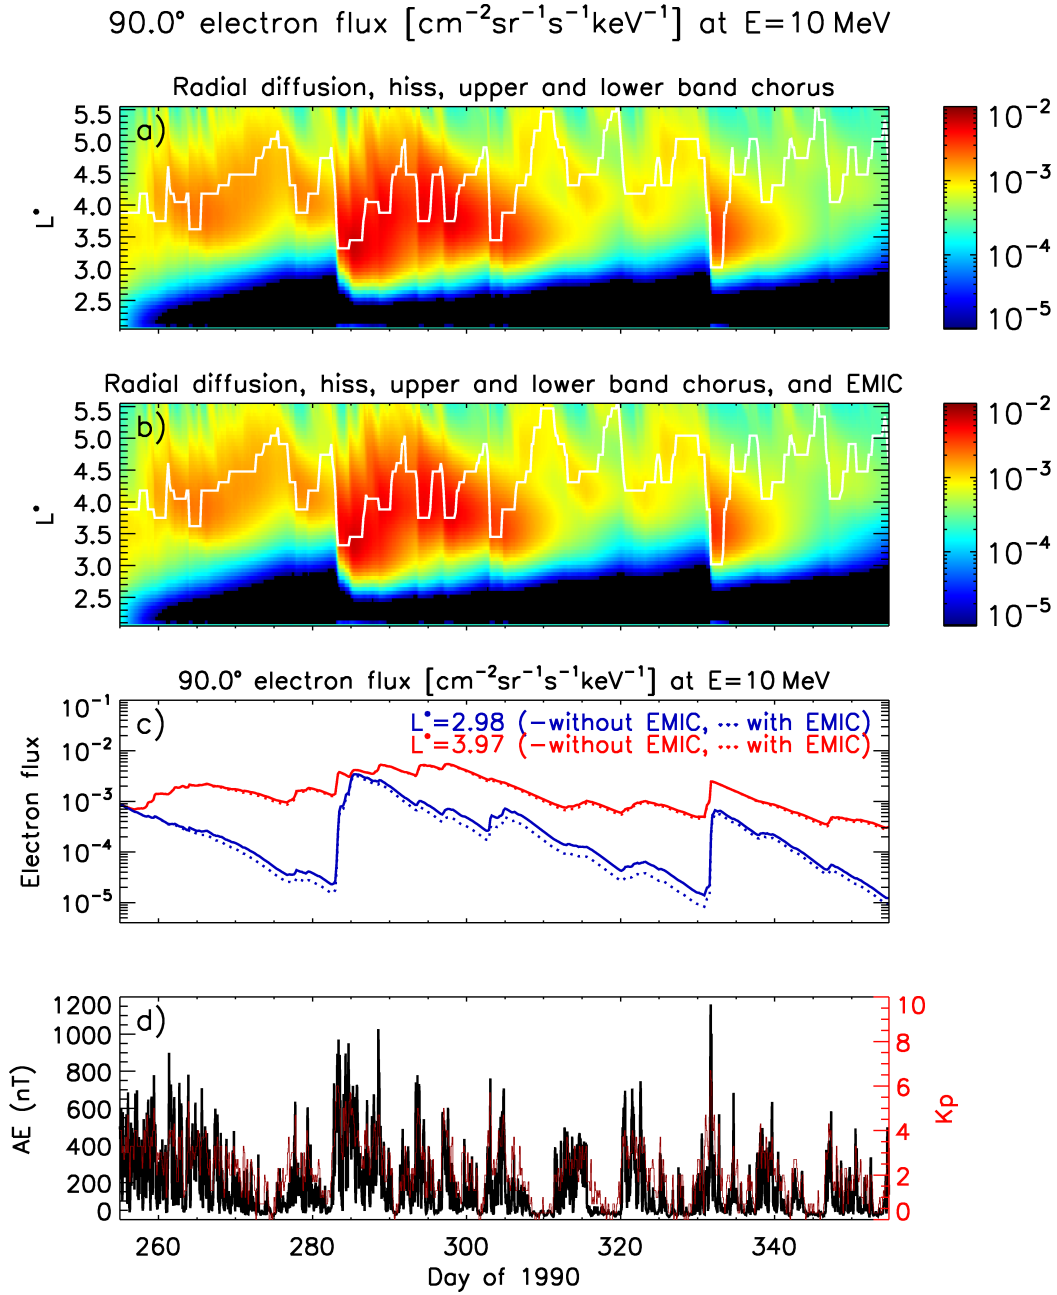 90.0° electron flux [cm⁻²sr⁻¹s⁻¹keV⁻¹] at E=10 MeV
Radial diffusion, hiss, upper and lower band chorus
a)
5.5
5.0
4.5
4.0
3.5
3.0
2.5
L*
10⁻²
10⁻³
10⁻⁴
10⁻⁵
Radial diffusion, hiss, upper and lower band chorus, and EMIC
b)
5.5
5.0
4.5
4.0
3.5
3.0
2.5
L*
10⁻²
10⁻³
10⁻⁴
10⁻⁵
90.0° electron flux [cm⁻²sr⁻¹s⁻¹keV⁻¹] at E=10 MeV
c)
L*=2.98 (–without EMIC, ··· with EMIC)
L*=3.97 (–without EMIC, ··· with EMIC)
10⁻¹
10⁻²
10⁻³
10⁻⁴
10⁻⁵
Electron flux
d)
1200
1000
800
600
400
200
0
AE (nT)
10
8
6
4
2
0
Kp
260 280 300 320 340
Day of 1990